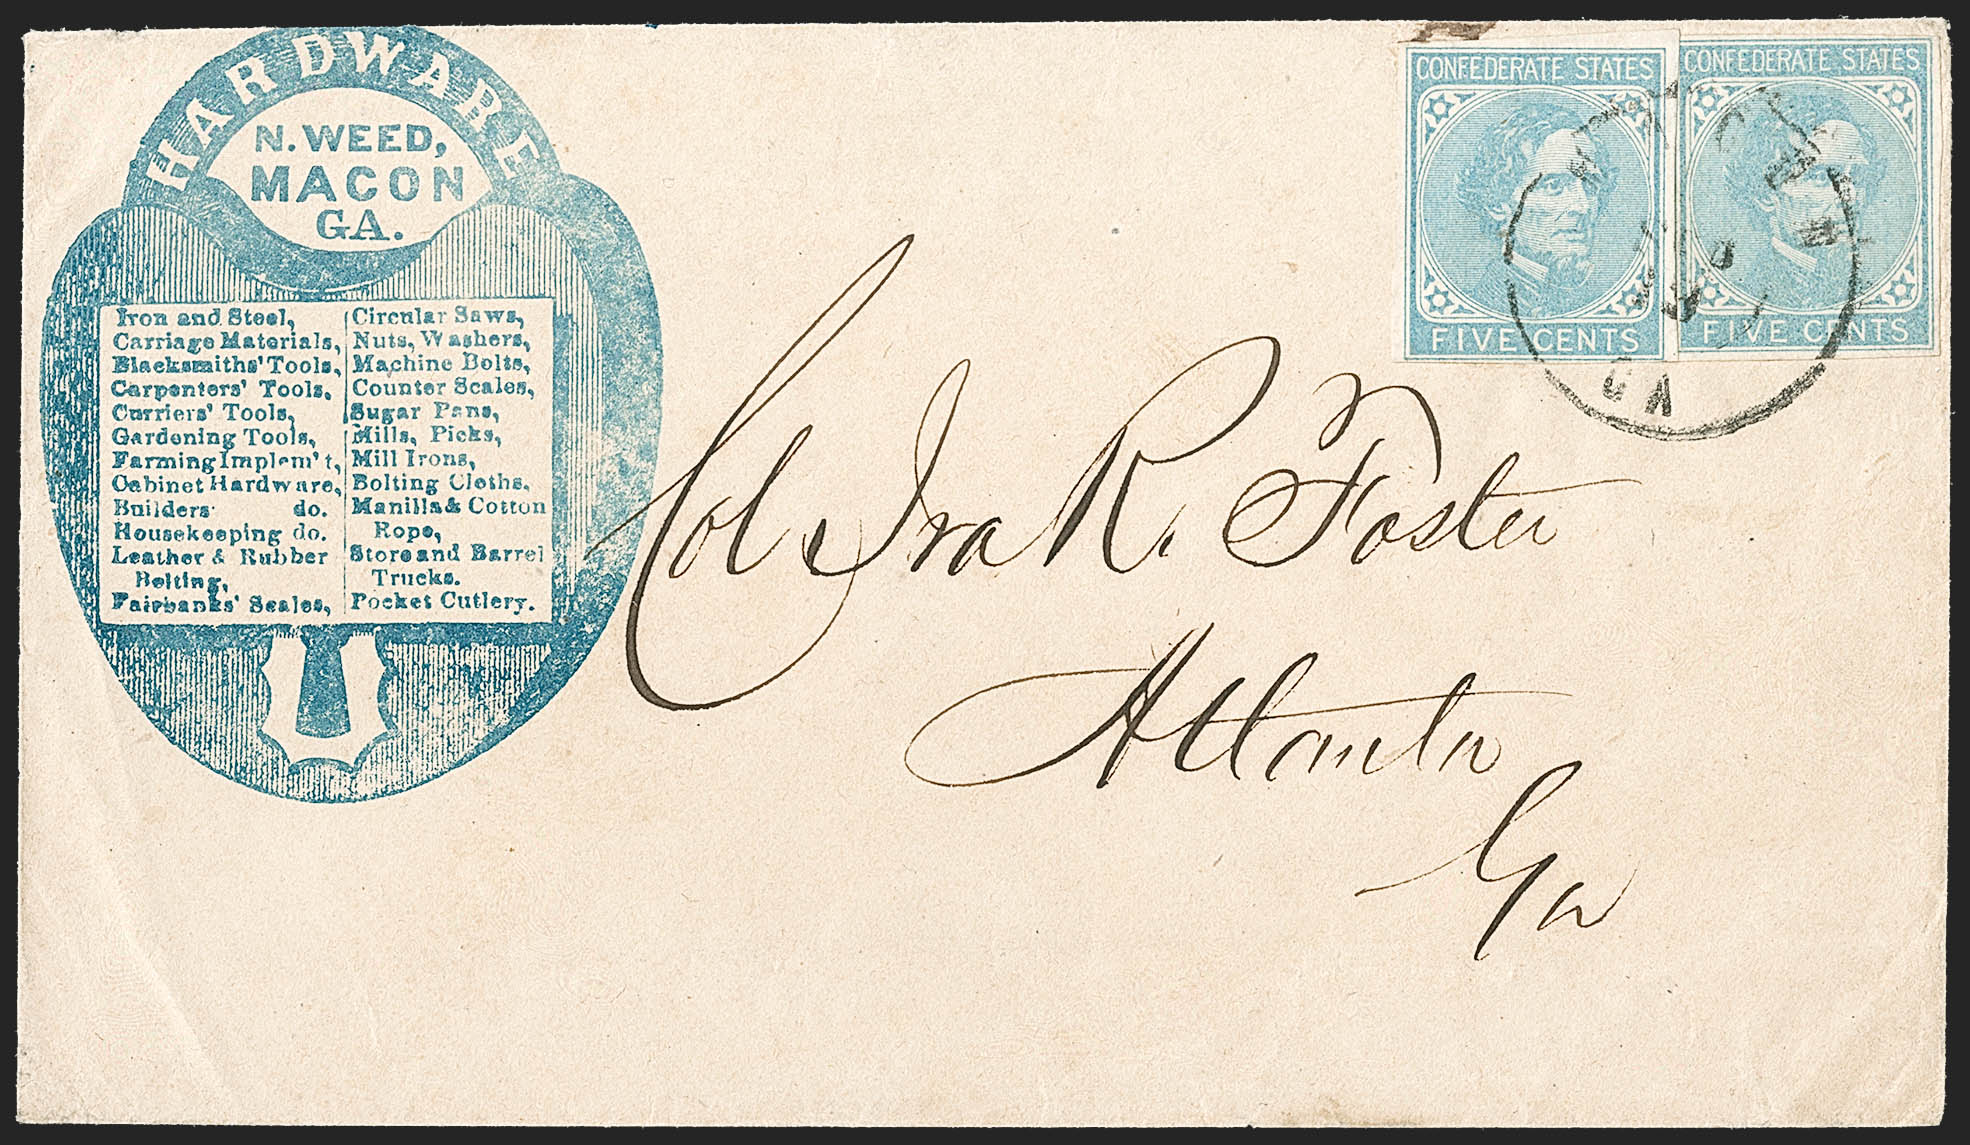 HARDWARE
N. WEED,
MACON
GA.
Iron and Steel,
Carriage Materials,
Blacksmiths' Tools,
Carpenters' Tools.
Curriers' Tools,
Gardening Tools,
Farming Implem't,
Cabinet Hardware,
Builders do.
Housekeeping do.
Leather & Rubber
Belting,
Fairbanks' Scales,
Circular Saws,
Nuts, Washers,
Machine Bolts,
Counter Scales,
Sugar Pans,
Mills, Picks,
Mill Irons,
Bolting Cloths,
Manilla & Cotton
Rope,
Store and Barrel
Trucks.
Pocket Cutlery.
CONFEDERATE STATES
FIVE CENTS
CONFEDERATE STATES
FIVE CENTS
MACON
GA
Col Ira R. Foster
Atlanta
Ga